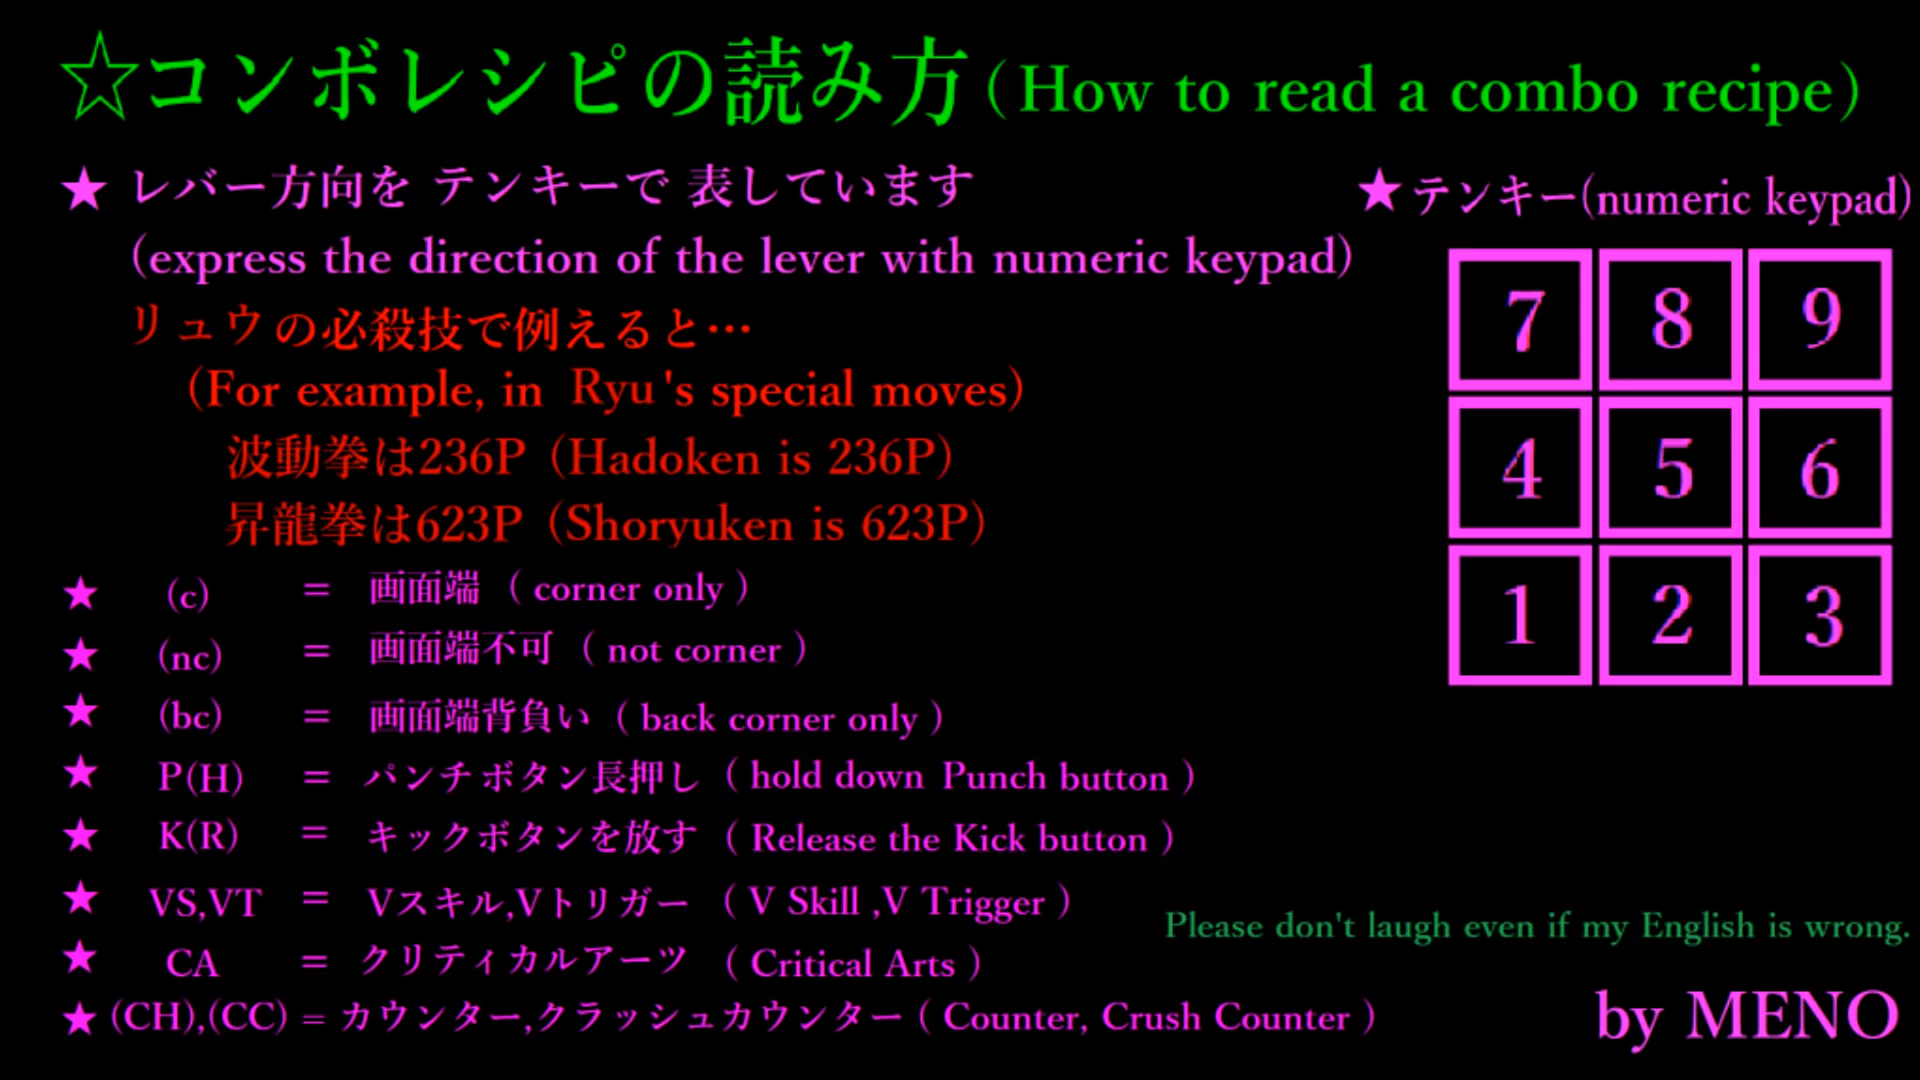 ☆コンボレシピの読み方(How to read a combo recipe)
★ レバー方向を テンキーで 表しています
(express the direction of the lever with numeric keypad)
リュウの必殺技で例えると…
(For example, in Ryu's special moves)
波動拳は236P (Hadoken is 236P)
昇龍拳は623P (Shoryuken is 623P)
★テンキー(numeric keypad)
7 8 9
4 5 6
1 2 3
★ (c) = 画面端 ( corner only )
★ (nc) = 画面端不可 ( not corner )
★ (bc) = 画面端背負い ( back corner only )
★ P(H) = パンチボタン長押し ( hold down Punch button )
★ K(R) = キックボタンを放す ( Release the Kick button )
★ VS,VT = Vスキル,Vトリガー ( V Skill ,V Trigger )
★ CA = クリティカルアーツ ( Critical Arts )
★ (CH),(CC) = カウンター,クラッシュカウンター ( Counter, Crush Counter )
Please don't laugh even if my English is wrong.
by MENO